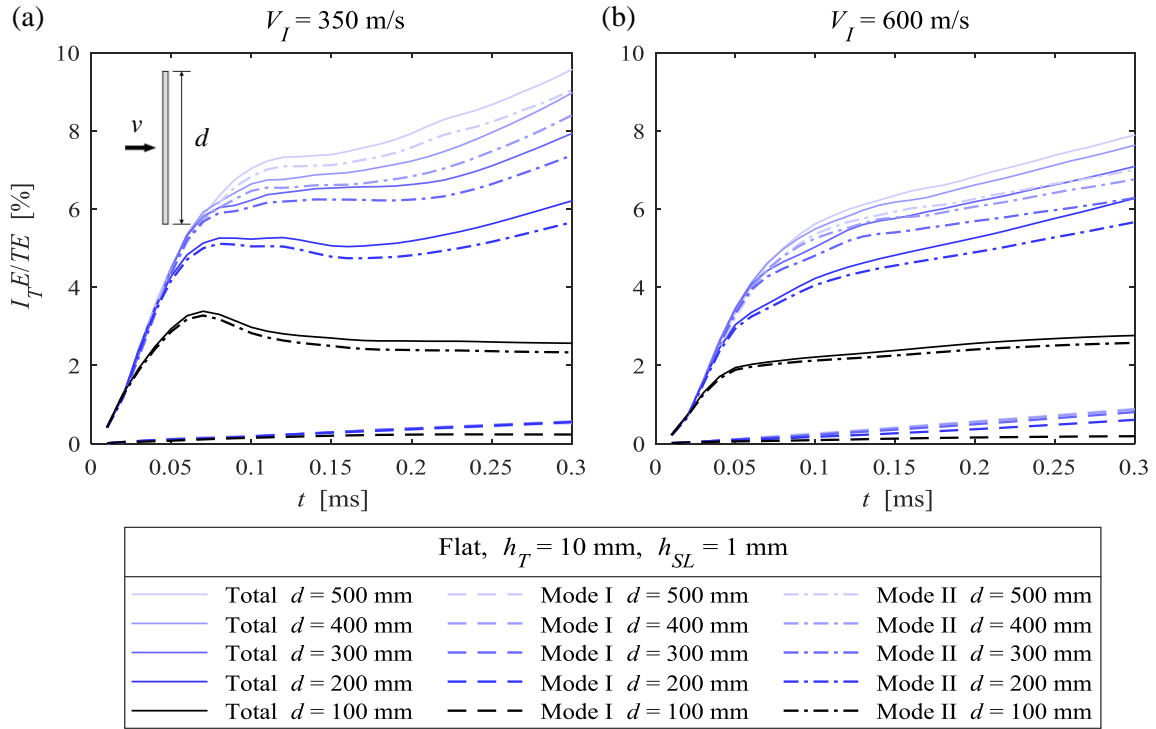 (a)
V_I = 350 m/s
(b)
V_I = 600 m/s
I_T E/TE [%]
10
8
6
4
2
0
v
d
0 0.05 0.1 0.15 0.2 0.25 0.3
t [ms]
10
8
6
4
2
0
0 0.05 0.1 0.15 0.2 0.25 0.3
t [ms]
Flat, h_T = 10 mm, h_SL = 1 mm
Total d = 500 mm Mode I d = 500 mm Mode II d = 500 mm
Total d = 400 mm Mode I d = 400 mm Mode II d = 400 mm
Total d = 300 mm Mode I d = 300 mm Mode II d = 300 mm
Total d = 200 mm Mode I d = 200 mm Mode II d = 200 mm
Total d = 100 mm Mode I d = 100 mm Mode II d = 100 mm